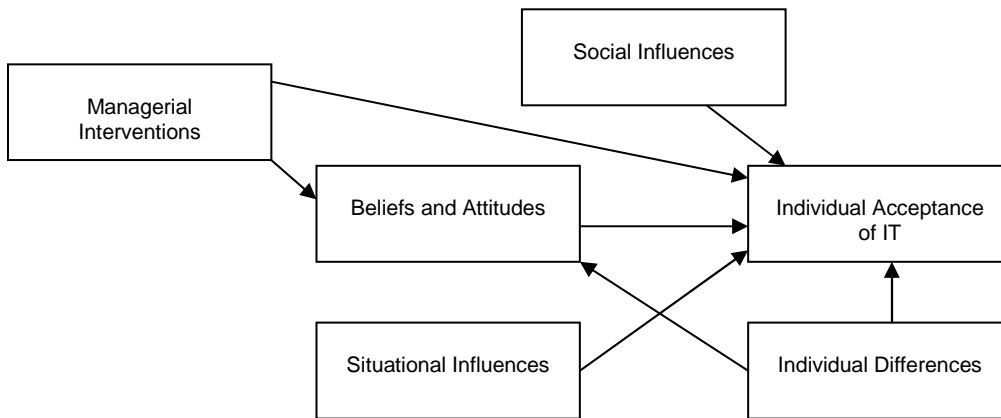 Social Influences
Managerial
Interventions
Beliefs and Attitudes
Individual Acceptance
of IT
Situational Influences
Individual Differences